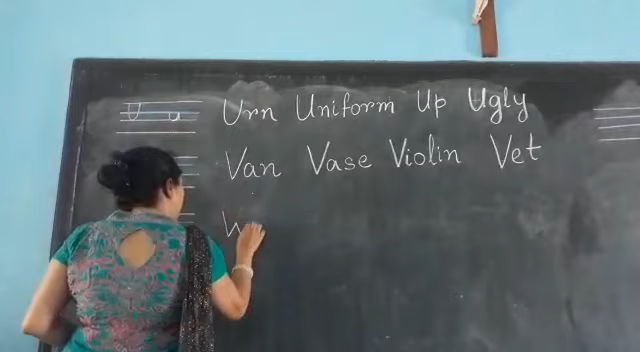 U u Urn Uniform Up Ugly
Van Vase Violin Vet
W